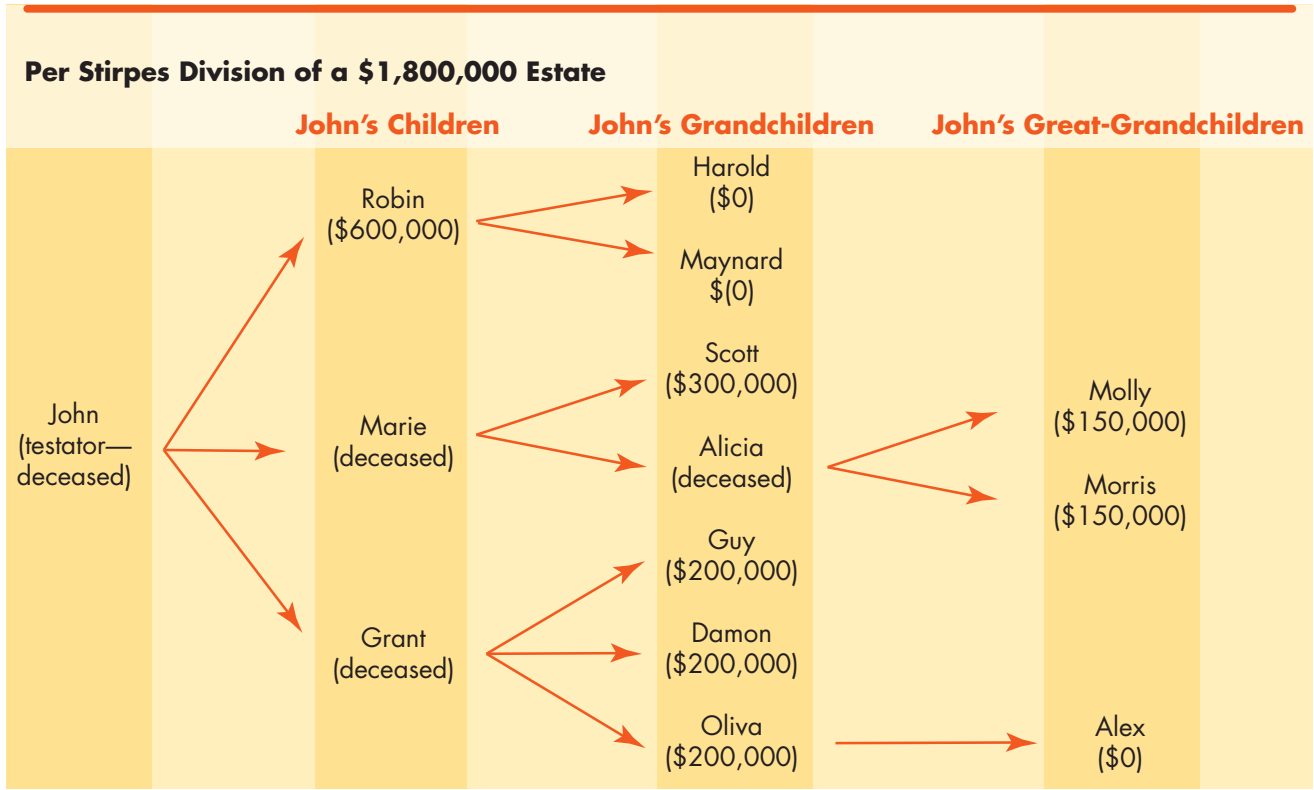 Per Stirpes Division of a $1,800,000 Estate
John's Children
John's Grandchildren
John's Great-Grandchildren
John
(testator—
deceased)
Robin
($600,000)
Marie
(deceased)
Grant
(deceased)
Harold
($0)
Maynard
$(0)
Scott
($300,000)
Alicia
(deceased)
Guy
($200,000)
Damon
($200,000)
Oliva
($200,000)
Molly
($150,000)
Morris
($150,000)
Alex
($0)